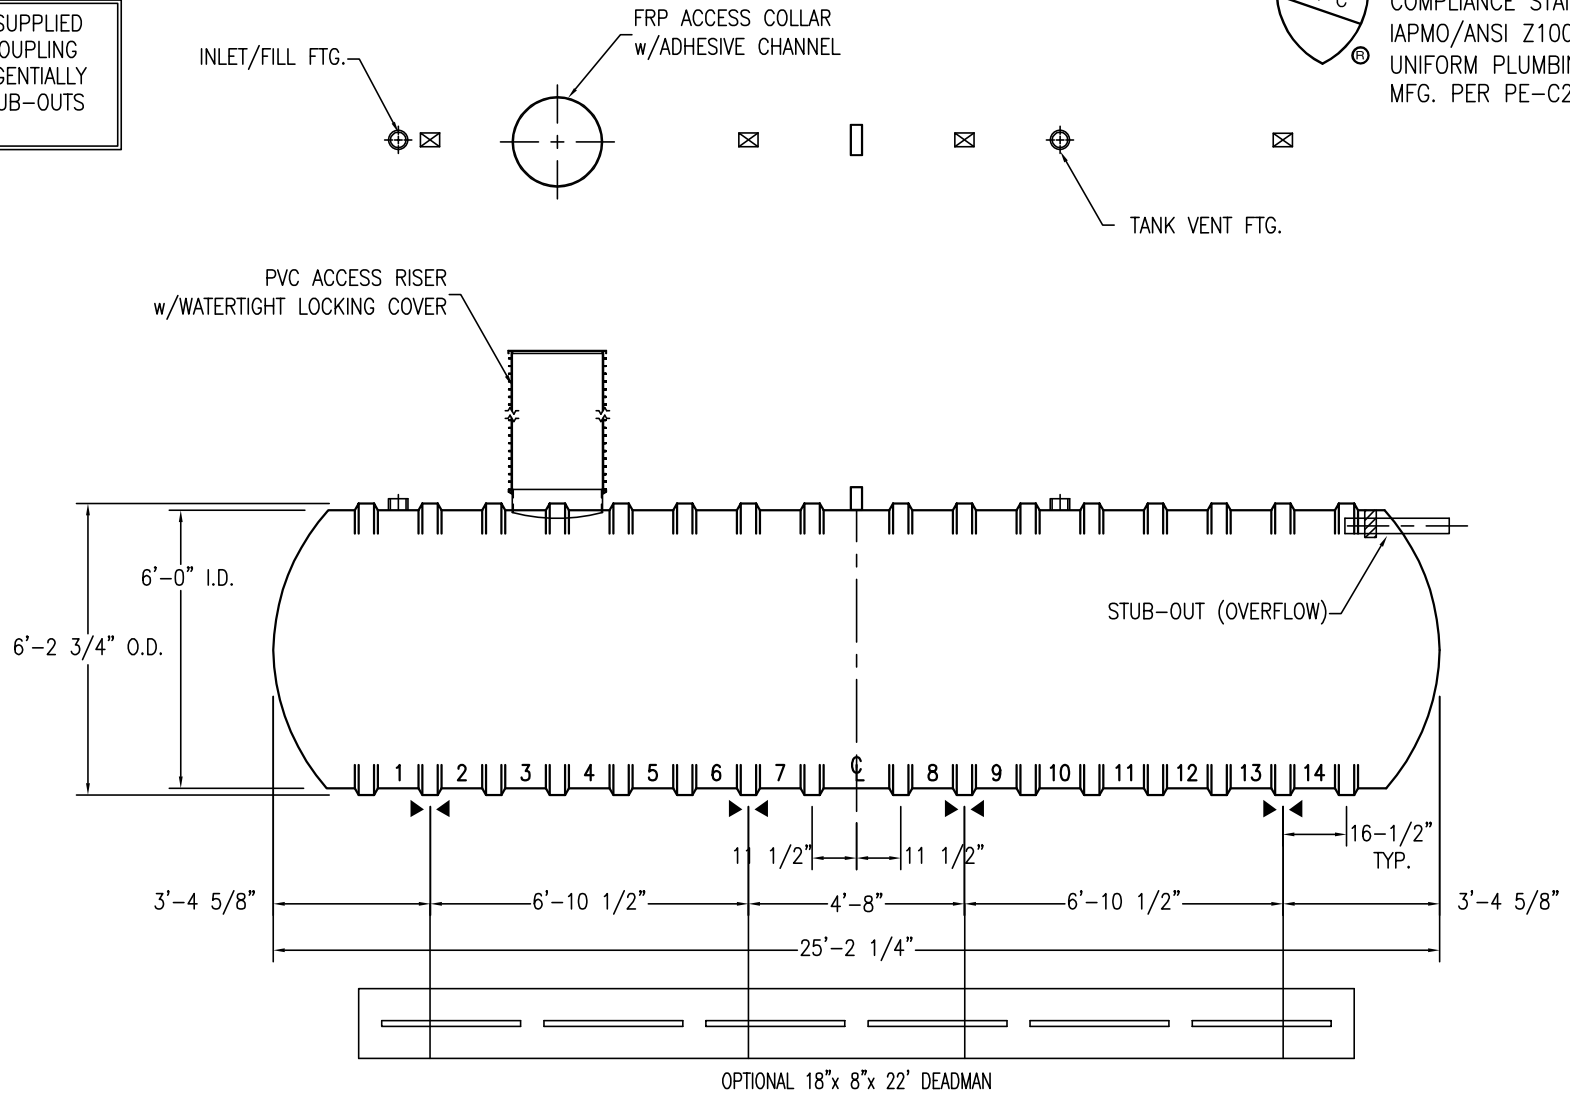 SUPPLIED
OUPLING
GENTIALLY
UB-OUTS
C
®
COMPLIANCE STA
IAPMO/ANSI Z100
UNIFORM PLUMBIN
MFG. PER PE-C2
INLET/FILL FTG.
FRP ACCESS COLLAR
w/ADHESIVE CHANNEL
TANK VENT FTG.
PVC ACCESS RISER
w/WATERTIGHT LOCKING COVER
6'-0" I.D.
6'-2 3/4" O.D.
STUB-OUT (OVERFLOW)
1 2 3 4 5 6 7 ℄ 8 9 10 11 12 13 14
11 1/2" 11 1/2"
16-1/2"
TYP.
3'-4 5/8" 6'-10 1/2" 4'-8" 6'-10 1/2" 3'-4 5/8"
25'-2 1/4"
OPTIONAL 18"x 8"x 22' DEADMAN